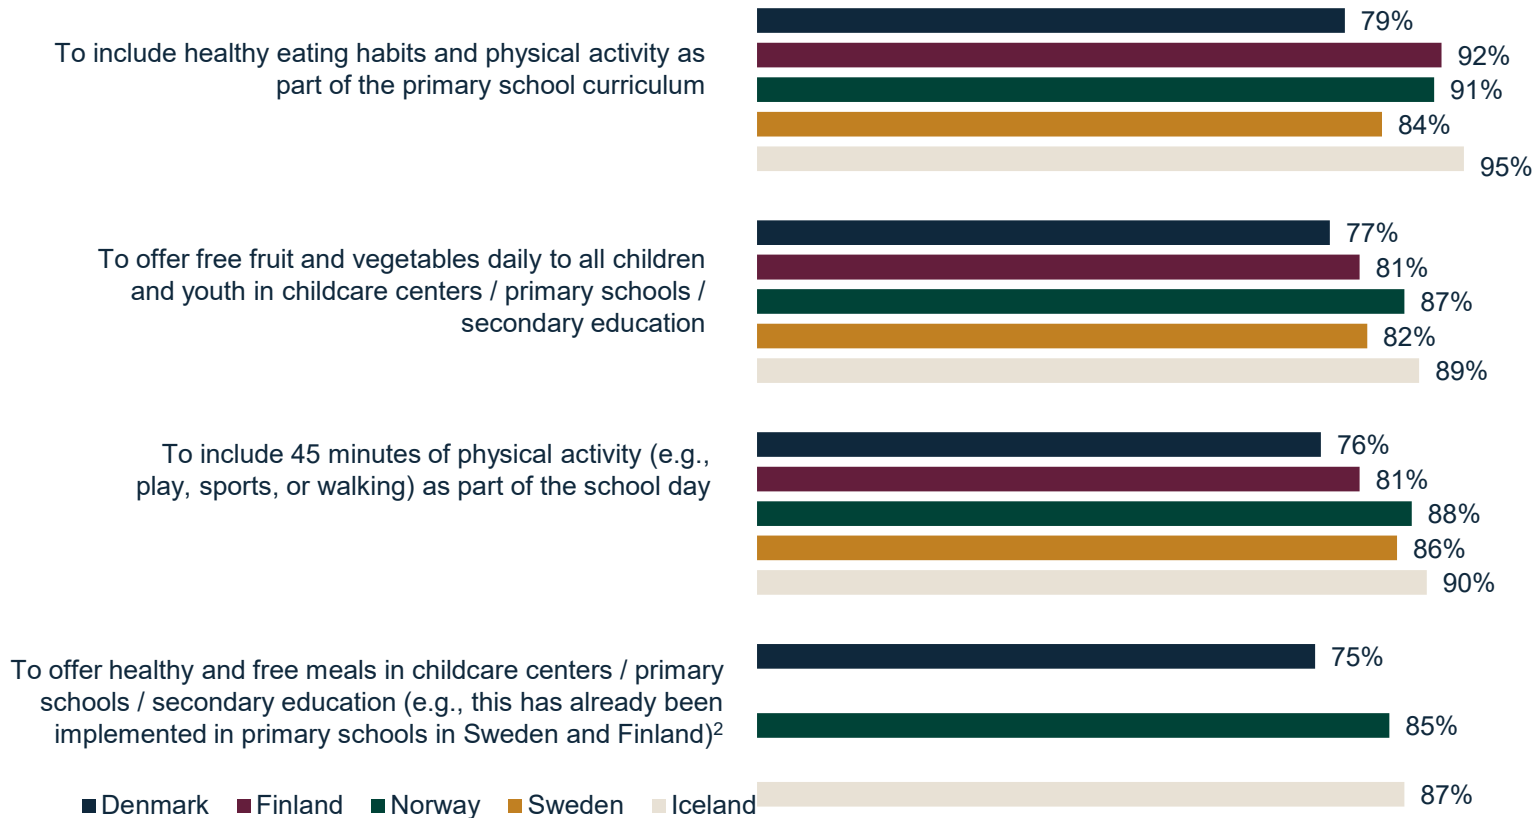 To include healthy eating habits and physical activity as
part of the primary school curriculum
79%
92%
91%
84%
95%
To offer free fruit and vegetables daily to all children
and youth in childcare centers / primary schools /
secondary education
77%
81%
87%
82%
89%
To include 45 minutes of physical activity (e.g.,
play, sports, or walking) as part of the school day
76%
81%
88%
86%
90%
To offer healthy and free meals in childcare centers / primary
schools / secondary education (e.g., this has already been
implemented in primary schools in Sweden and Finland)²
75%
85%
87%
Denmark Finland Norway Sweden Iceland